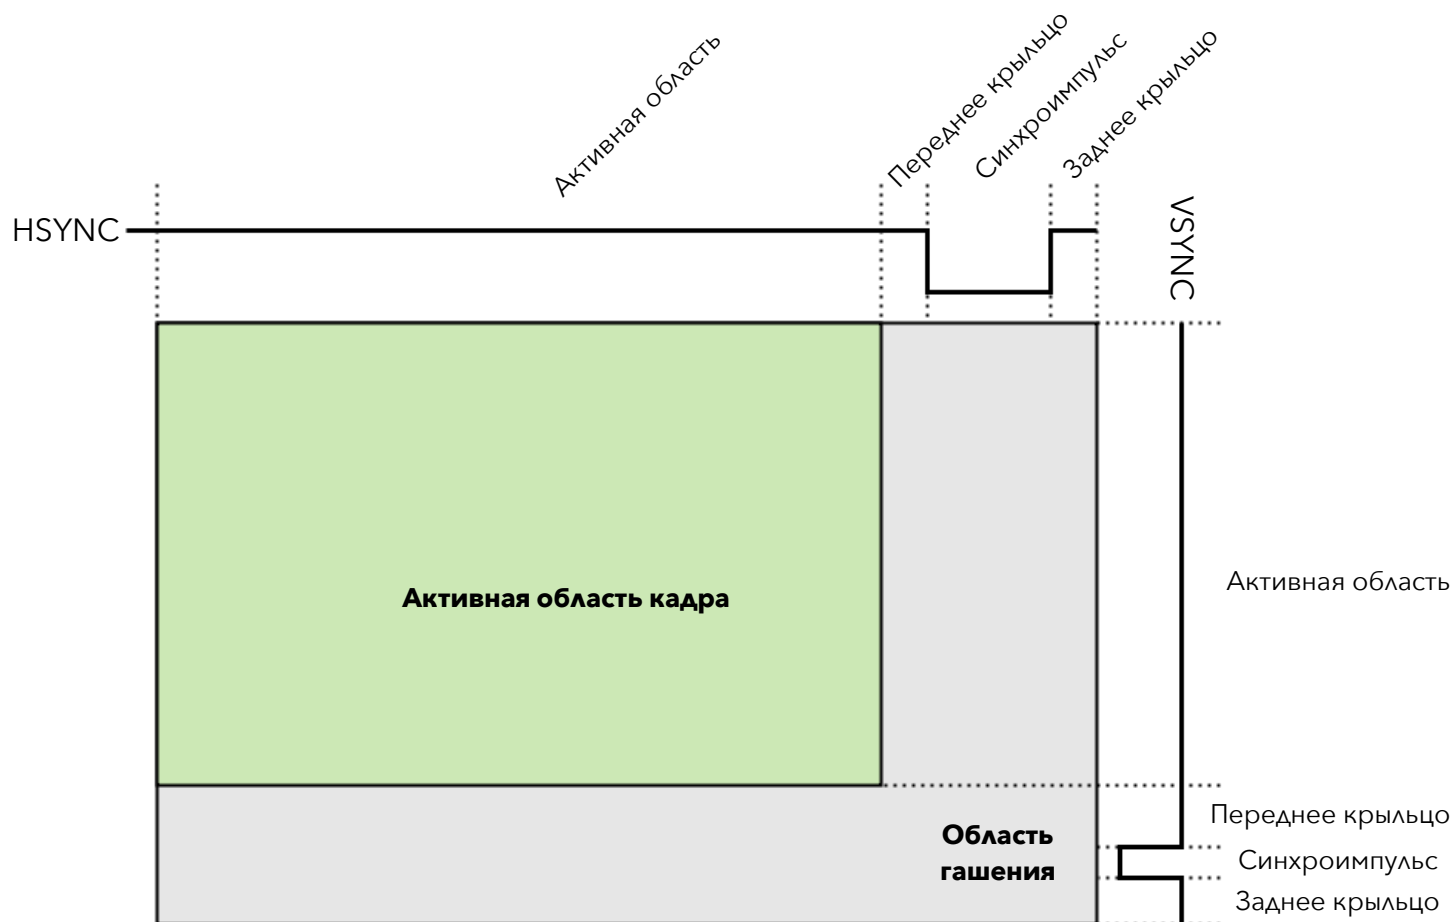 Активная область
Переднее крыльцо
Синхроимпульс
Заднее крыльцо
HSYNC
VSYNC
Активная область кадра
Активная область
Область
гашения
Переднее крыльцо
Синхроимпульс
Заднее крыльцо